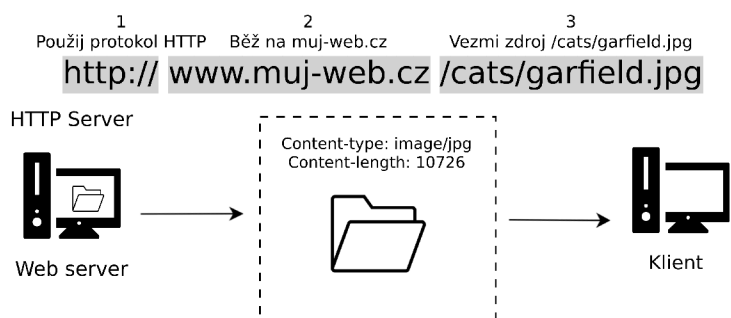 1 2 3
Použij protokol HTTP Běž na muj-web.cz Vezmi zdroj /cats/garfield.jpg
http:// www.muj-web.cz /cats/garfield.jpg
HTTP Server
Content-type: image/jpg
Content-length: 10726
Web server
Klient